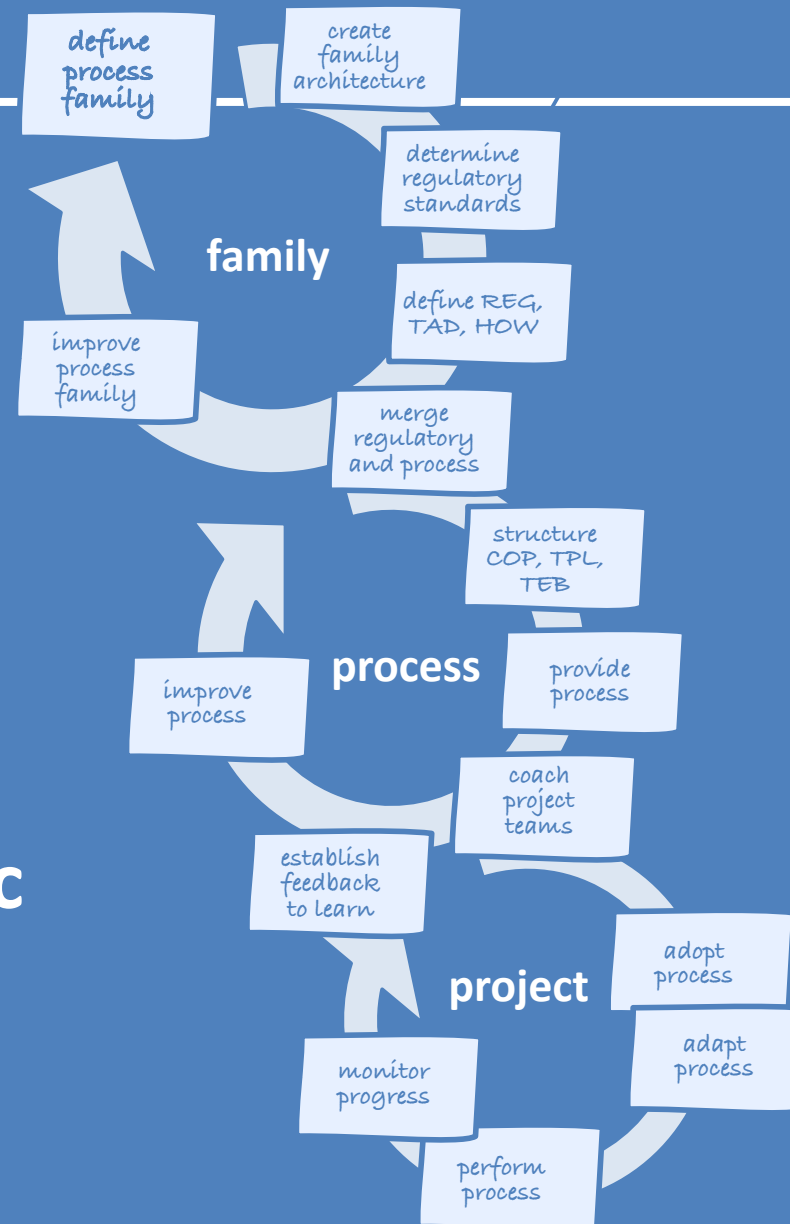 define
process
family
create
family
architecture
determine
regulatory
standards
family
define REG,
TAD, HOW
improve
process
family
merge
regulatory
and process
structure
COP, TPL,
TEB
process
provide
process
improve
process
coach
project
teams
establish
feedback
to learn
c
adopt
process
project
adapt
process
monitor
progress
perform
process